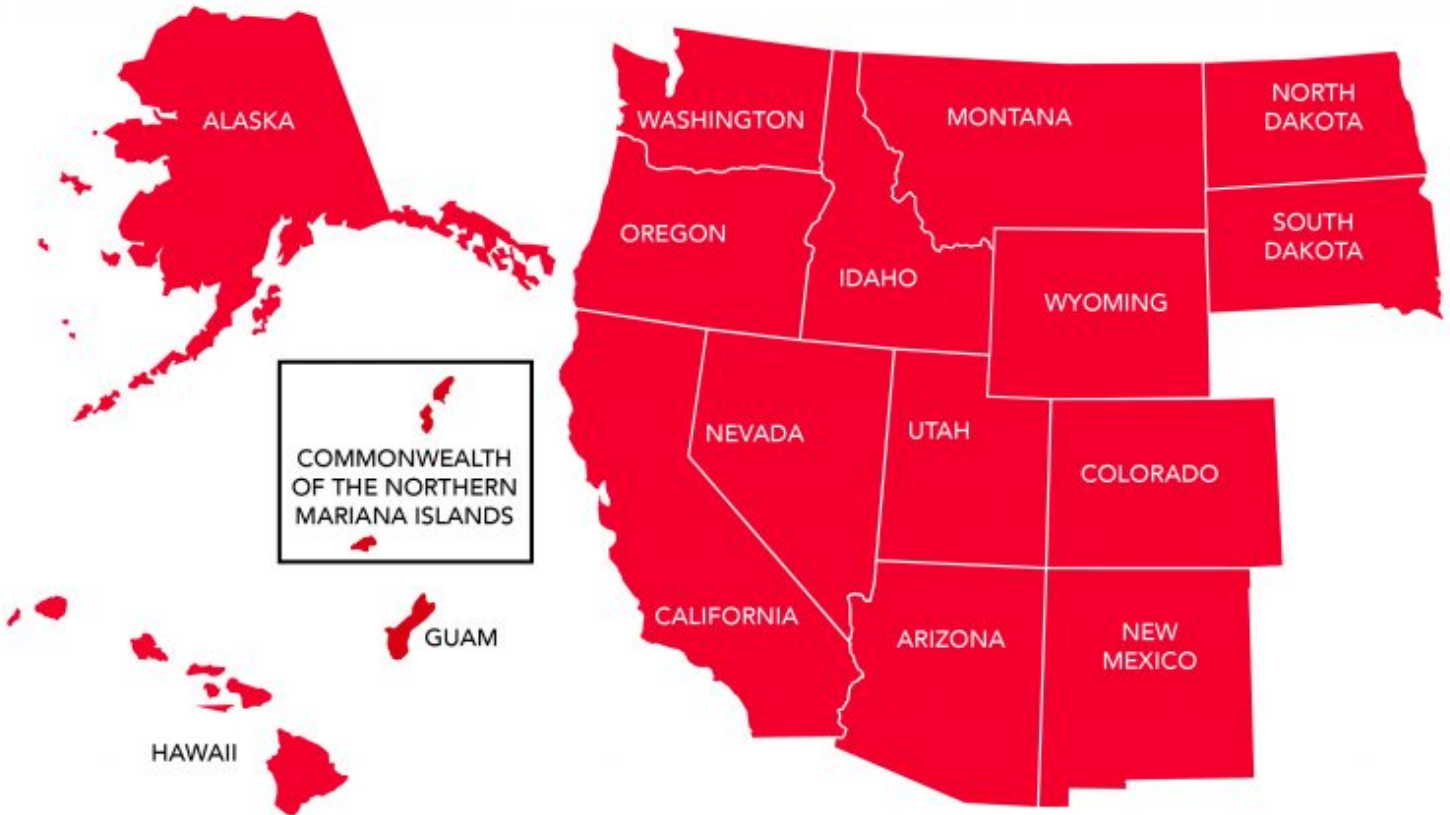 ALASKA
WASHINGTON
MONTANA
NORTH
DAKOTA
OREGON
IDAHO
SOUTH
DAKOTA
WYOMING
COMMONWEALTH
OF THE NORTHERN
MARIANA ISLANDS
NEVADA
UTAH
COLORADO
GUAM
CALIFORNIA
ARIZONA
NEW
MEXICO
HAWAII